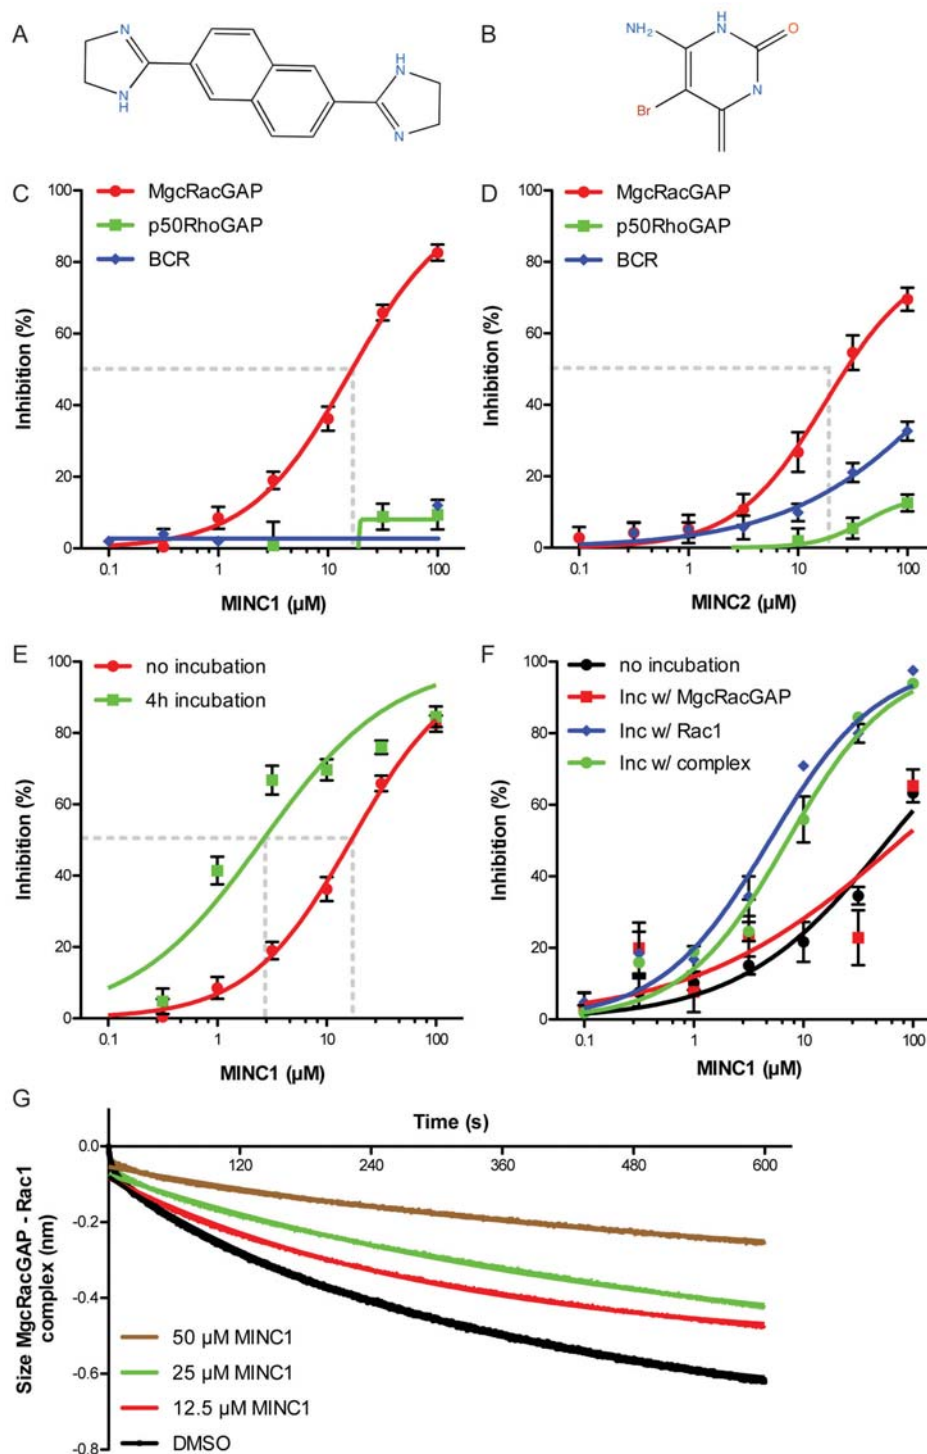 A
N
N
H
H
N
N
B
H
N
NH2
O
Br
N
C
100
80
60
40
20
0
Inhibition (%)
MgcRacGAP
p50RhoGAP
BCR
0.1 1 10 100
MINC1 (µM)
D
100
80
60
40
20
0
Inhibition (%)
MgcRacGAP
p50RhoGAP
BCR
0.1 1 10 100
MINC2 (µM)
E
100
80
60
40
20
0
Inhibition (%)
no incubation
4h incubation
0.1 1 10 100
MINC1 (µM)
F
100
80
60
40
20
0
Inhibition (%)
no incubation
Inc w/ MgcRacGAP
Inc w/ Rac1
Inc w/ complex
0.1 1 10 100
MINC1 (µM)
G
Time (s)
120 240 360 480 600
0.0
-0.2
-0.4
-0.6
-0.8
Size MgcRacGAP - Rac1
complex (nm)
50 µM MINC1
25 µM MINC1
12.5 µM MINC1
DMSO